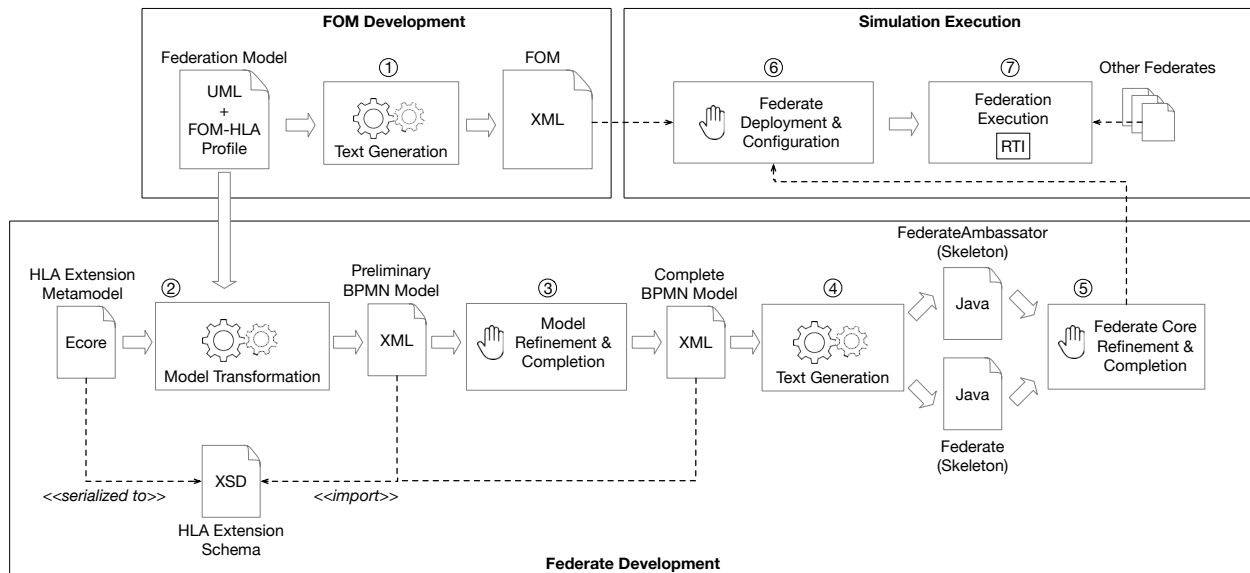 FOM Development
Federation Model
UML
+
FOM-HLA
Profile
①
Text Generation
FOM
XML
Simulation Execution
⑥
Federate
Deployment &
Configuration
⑦
Federation
Execution
RTI
Other Federates
HLA Extension
Metamodel
Ecore
②
Model Transformation
Preliminary
BPMN Model
XML
③
Model
Refinement &
Completion
Complete
BPMN Model
XML
④
Text Generation
FederateAmbassador
(Skeleton)
Java
Java
Federate
(Skeleton)
⑤
Federate Core
Refinement &
Completion
<<serialized to>>
XSD
<<import>>
HLA Extension
Schema
Federate Development